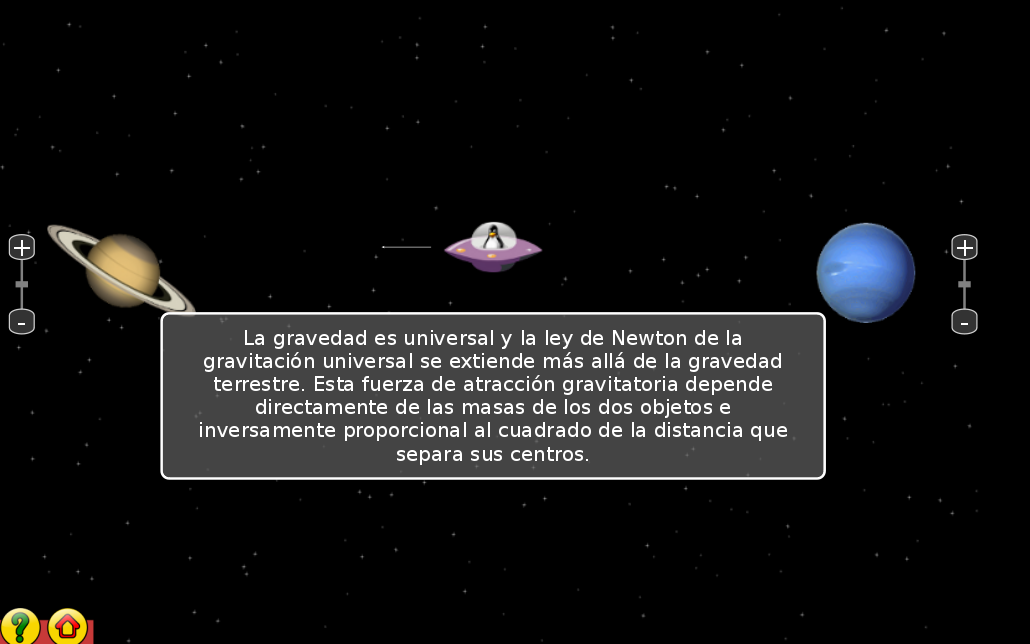 +
+
La gravedad es universal y la ley de Newton de la
gravitación universal se extiende más allá de la gravedad
terrestre. Esta fuerza de atracción gravitatoria depende
directamente de las masas de los dos objetos e
inversamente proporcional al cuadrado de la distancia que
separa sus centros.
-
-
?